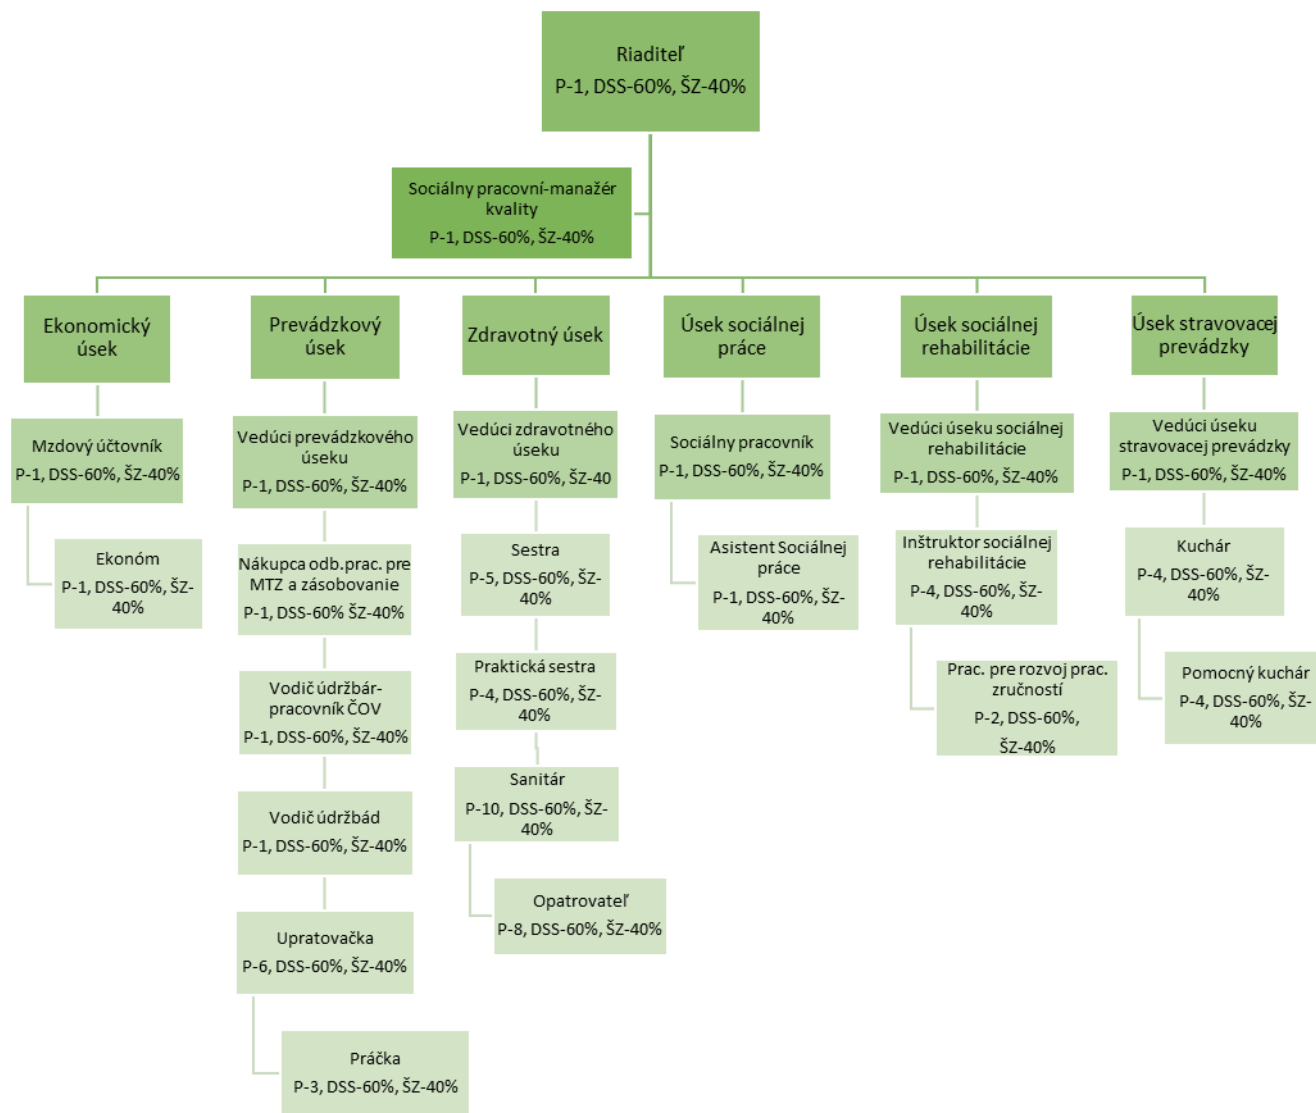 Riaditeľ
P-1, DSS-60%, ŠZ-40%
Sociálny pracovní-manažér
kvality
P-1, DSS-60%, ŠZ-40%
Ekonomický
úsek
Mzdový účtovník
P-1, DSS-60%, ŠZ-40%
Ekonóm
P-1, DSS-60%, ŠZ-
40%
Prevádzkový
úsek
Vedúci prevádzkového
úseku
P-1, DSS-60%, ŠZ-40%
Nákupca odb.prac. pre
MTZ a zásobovanie
P-1, DSS-60% ŠZ-40%
Vodič údržbár-
pracovník ČOV
P-1, DSS-60%, ŠZ-40%
Vodič údržbád
P-1, DSS-60%, ŠZ-40%
Upratovačka
P-6, DSS-60%, ŠZ-40%
Práčka
P-3, DSS-60%, ŠZ-40%
Zdravotný úsek
Vedúci zdravotného
úseku
P-1, DSS-60%, ŠZ-40
Sestra
P-5, DSS-60%, ŠZ-
40%
Praktická sestra
P-4, DSS-60%, ŠZ-
40%
Sanitár
P-10, DSS-60%, ŠZ-
40%
Opatrovateľ
P-8, DSS-60%, ŠZ-40%
Úsek sociálnej
práce
Sociálny pracovník
P-1, DSS-60%, ŠZ-40%
Asistent Sociálnej
práce
P-1, DSS-60%, ŠZ-
40%
Úsek sociálnej
rehabilitácie
Vedúci úseku sociálnej
rehabilitácie
P-1, DSS-60%, ŠZ-40%
Inštruktor sociálnej
rehabilitácie
P-4, DSS-60%, ŠZ-
40%
Prac. pre rozvoj prac.
zručností
P-2, DSS-60%,
ŠZ-40%
Úsek stravovacej
prevádzky
Vedúci úseku
stravovacej prevádzky
P-1, DSS-60%, ŠZ-40%
Kuchár
P-4, DSS-60%, ŠZ-
40%
Pomocný kuchár
P-4, DSS-60%, ŠZ-
40%